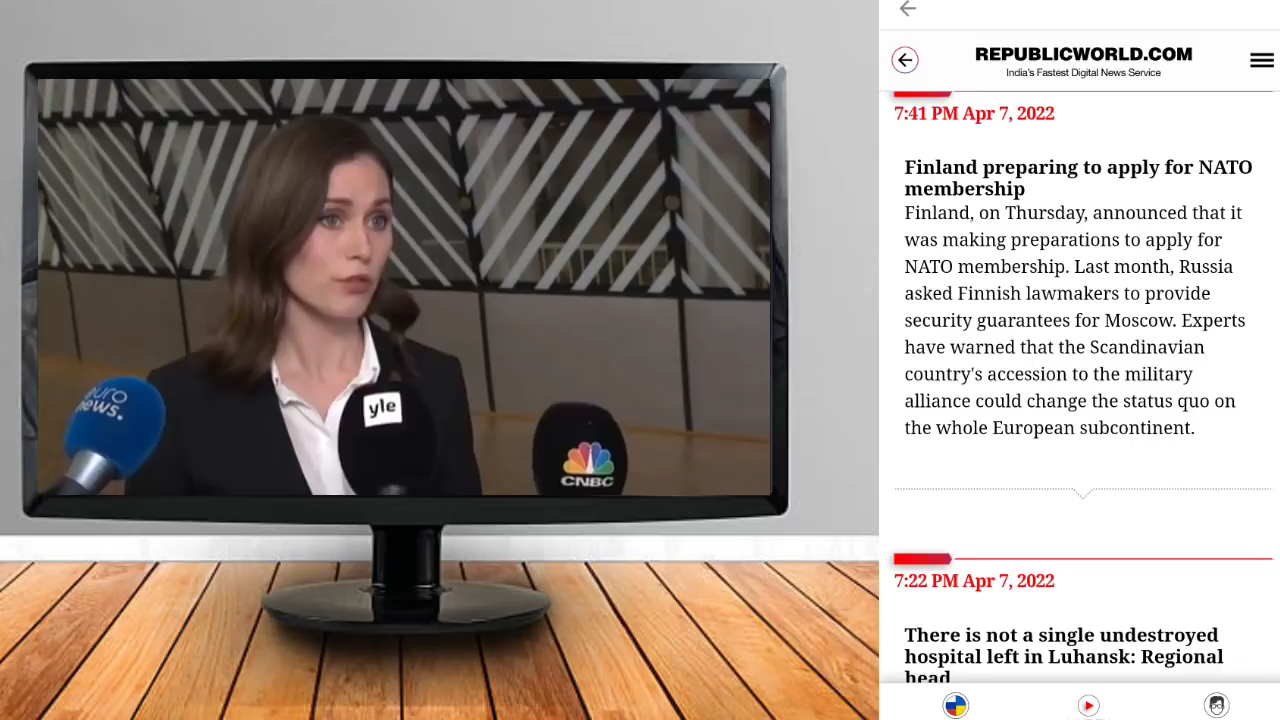 euro
news.
yle
CNBC
REPUBLICWORLD.COM
India's Fastest Digital News Service
7:41 PM Apr 7, 2022
Finland preparing to apply for NATO
membership
Finland, on Thursday, announced that it
was making preparations to apply for
NATO membership. Last month, Russia
asked Finnish lawmakers to provide
security guarantees for Moscow. Experts
have warned that the Scandinavian
country's accession to the military
alliance could change the status quo on
the whole European subcontinent.
7:22 PM Apr 7, 2022
There is not a single undestroyed
hospital left in Luhansk: Regional
head